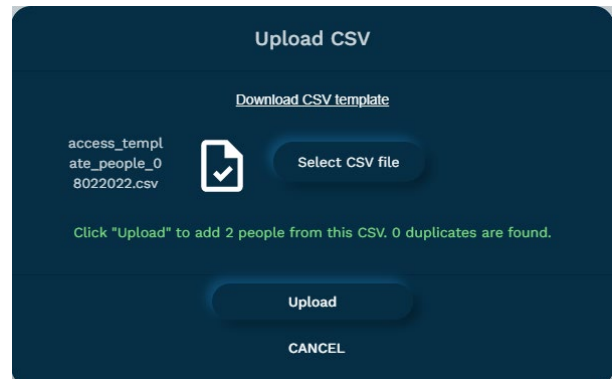 Upload CSV
Download CSV template
access_templ
ate_people_0
8022022.csv
Select CSV file
Click "Upload" to add 2 people from this CSV. 0 duplicates are found.
Upload
CANCEL